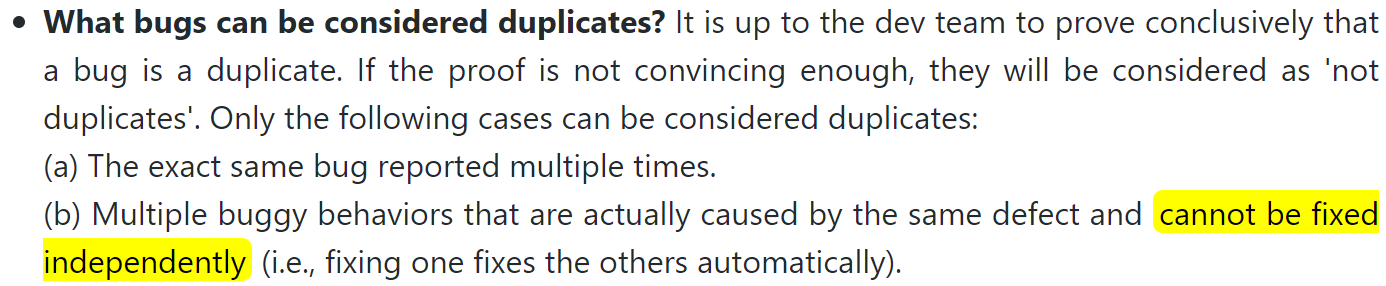 • What bugs can be considered duplicates? It is up to the dev team to prove conclusively that
a bug is a duplicate. If the proof is not convincing enough, they will be considered as 'not
duplicates'. Only the following cases can be considered duplicates:
(a) The exact same bug reported multiple times.
(b) Multiple buggy behaviors that are actually caused by the same defect and cannot be fixed
independently (i.e., fixing one fixes the others automatically).